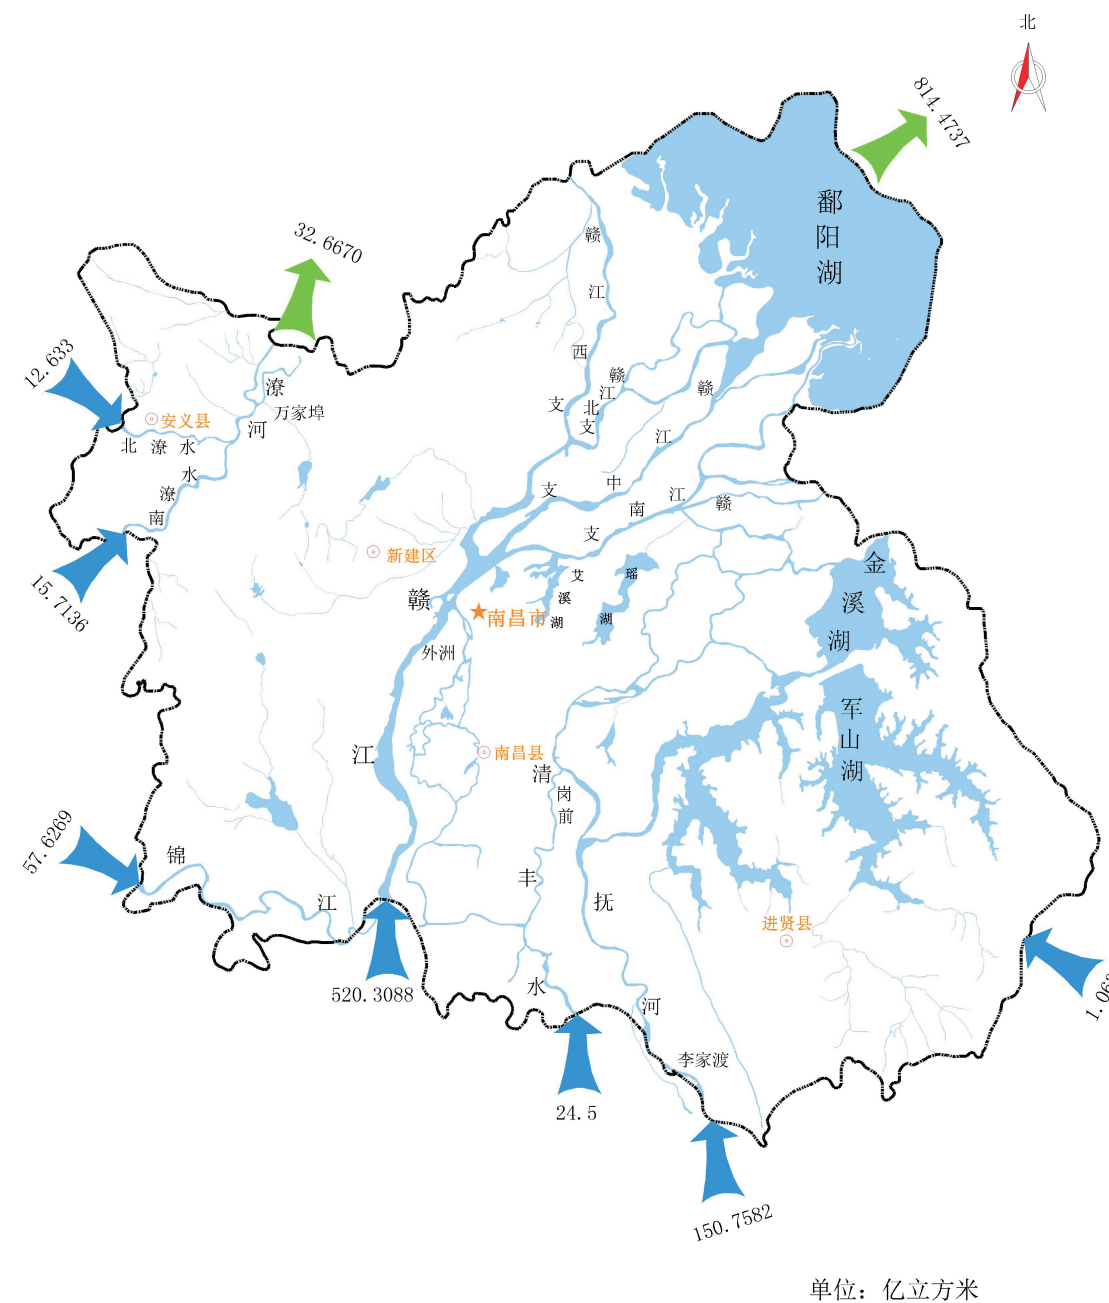 北
814.4737
鄱阳湖
32.6670
12.633
安义县
北潦水
潦河
万家埠
南潦水
15.7136
赣江西支
赣江北支
赣江中支
赣江南支
新建区
南昌市
艾溪湖
瑶湖
金溪湖
军山湖
外洲
赣江
南昌县
清丰水
岗前
抚河
57.6269
锦江
进贤县
520.3088
李家渡
24.5
150.7582
单位：亿立方米